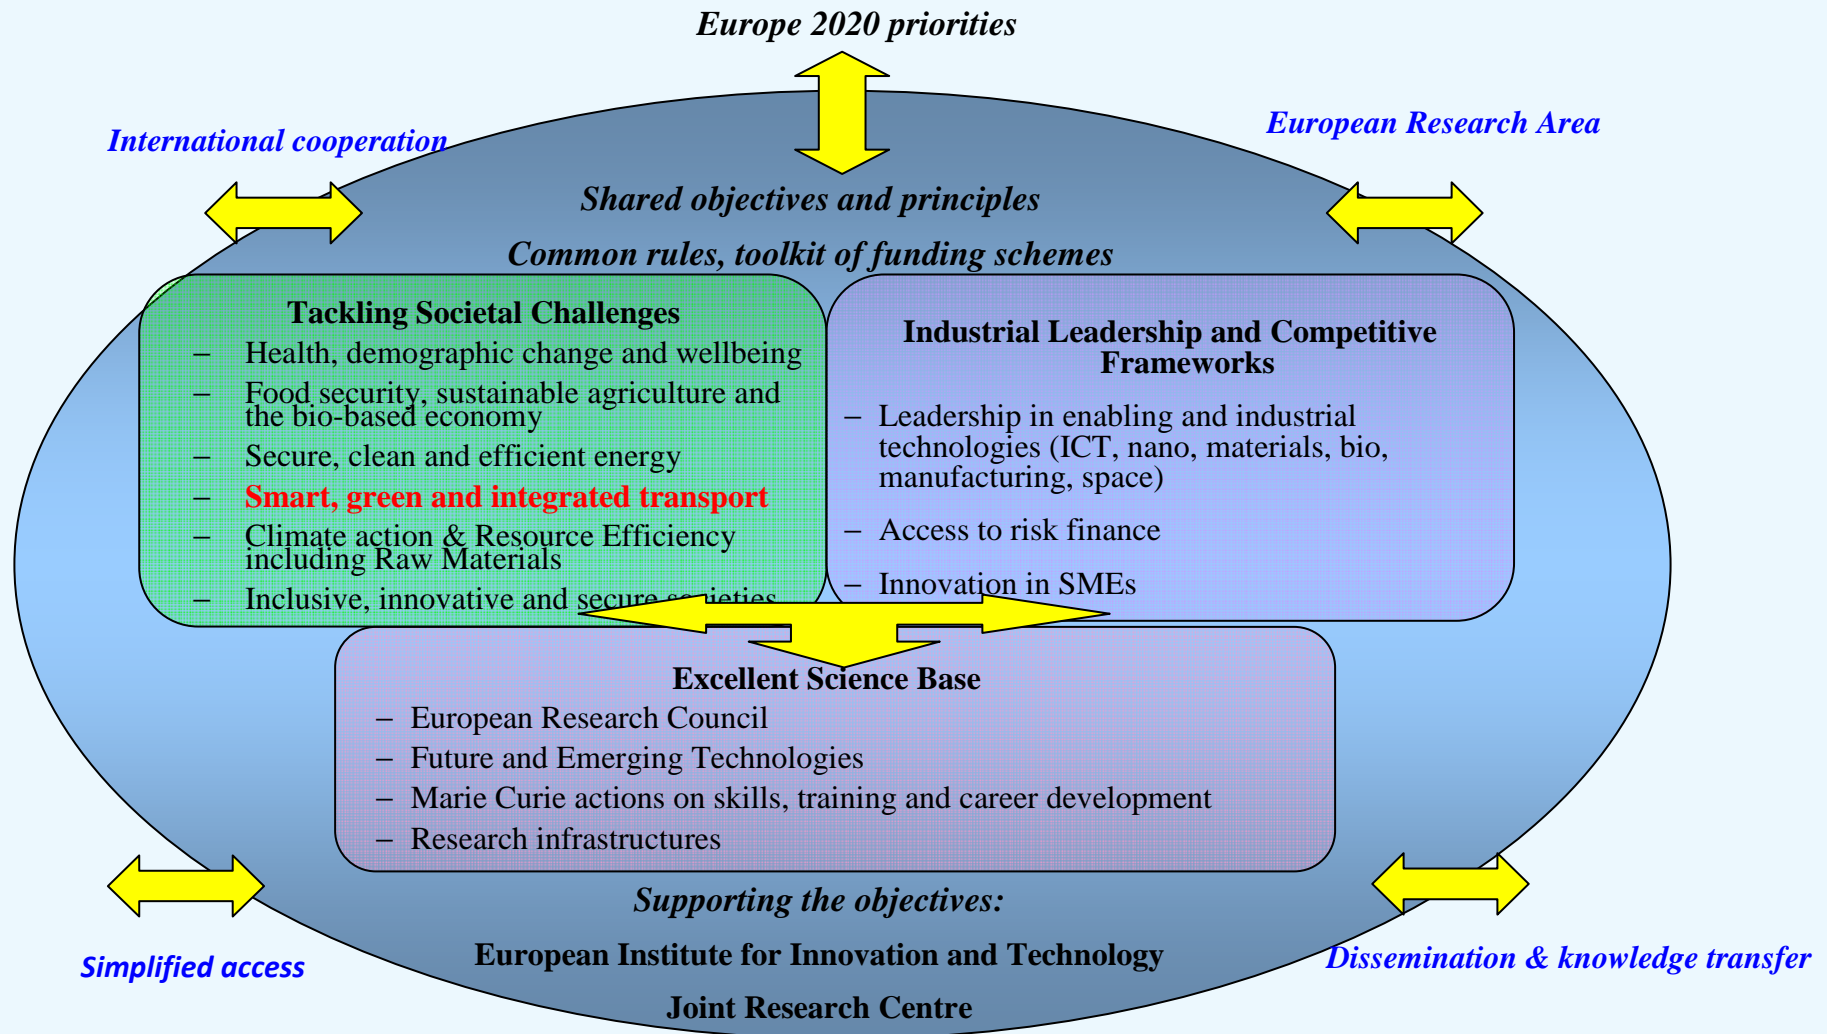 Europe 2020 priorities
International cooperation
European Research Area
Shared objectives and principles
Common rules, toolkit of funding schemes
Tackling Societal Challenges
– Health, demographic change and wellbeing
– Food security, sustainable agriculture and
the bio-based economy
– Secure, clean and efficient energy
– Smart, green and integrated transport
– Climate action & Resource Efficiency
including Raw Materials
– Inclusive, innovative and secure societies
Industrial Leadership and Competitive
Frameworks
– Leadership in enabling and industrial
technologies (ICT, nano, materials, bio,
manufacturing, space)
– Access to risk finance
– Innovation in SMEs
Excellent Science Base
– European Research Council
– Future and Emerging Technologies
– Marie Curie actions on skills, training and career development
– Research infrastructures
Supporting the objectives:
European Institute for Innovation and Technology
Joint Research Centre
Simplified access
Dissemination & knowledge transfer